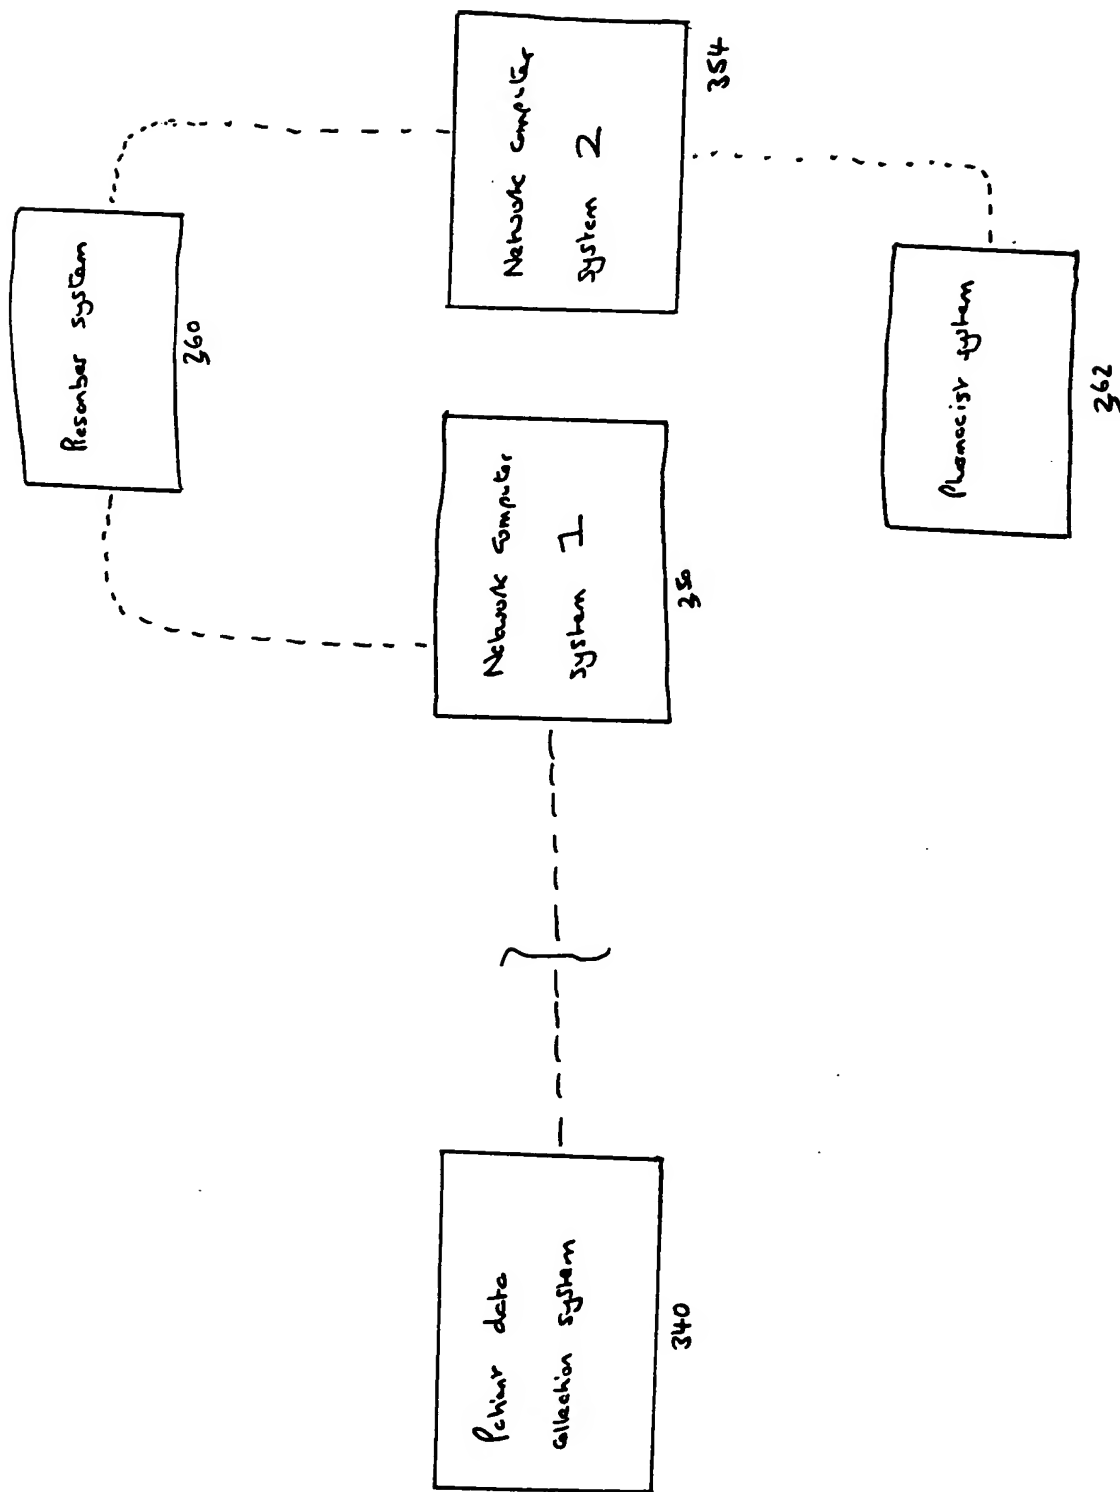 Patient data
collection system
340
Network computer
system 1
350
Prescriber system
360
Network computer
system 2
354
Pharmacist system
362